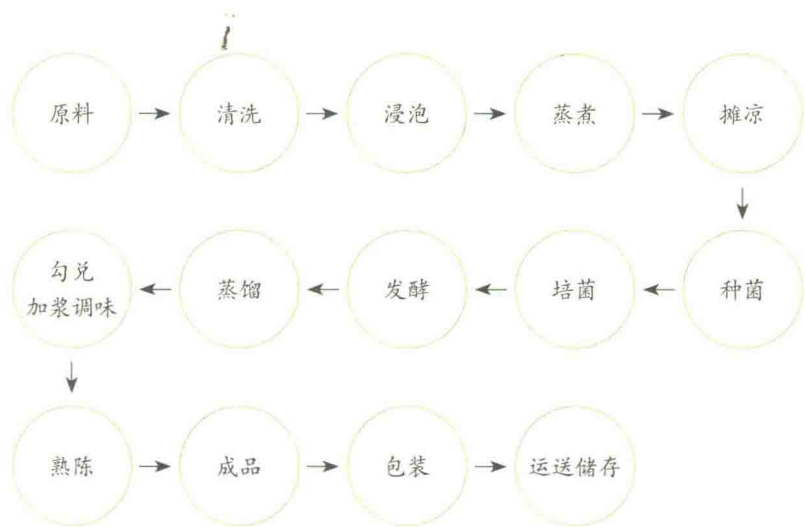 原料
清洗
浸泡
蒸煮
摊凉
种菌
培菌
发酵
蒸馏
勾兑
加浆调味
熟陈
成品
包装
运送储存